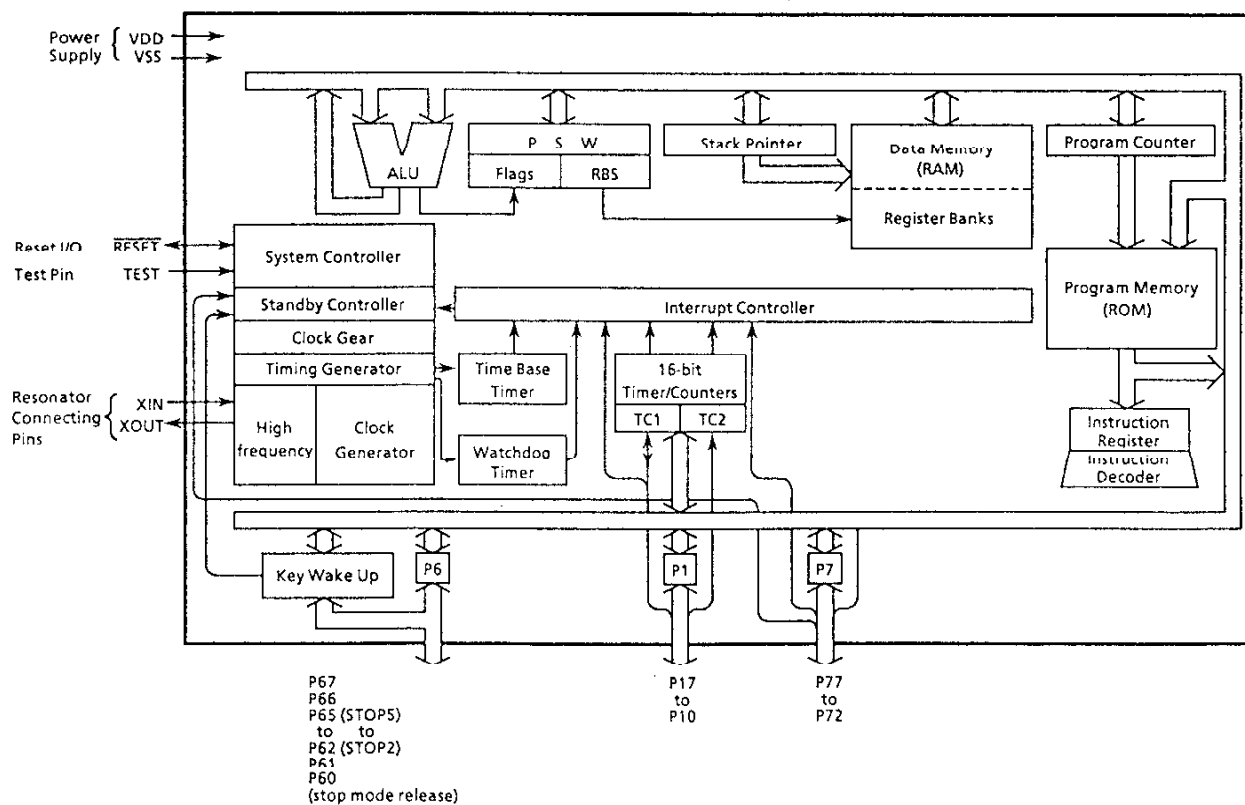 Power
Supply
VDD
VSS
P S W
Flags
RBS
ALU
Stack Pointer
Data Memory
(RAM)
Register Banks
Program Counter
Reset I/O
RESET
Test Pin
TEST
System Controller
Standby Controller
Clock Gear
Timing Generator
High
frequency
Clock
Generator
Interrupt Controller
Time Base
Timer
Watchdog
Timer
16-bit
Timer/Counters
TC1
TC2
Program Memory
(ROM)
Instruction
Register
Instruction
Decoder
Resonator
Connecting
Pins
XIN
XOUT
Key Wake Up
P6
P1
P7
P67
P66
P65 (STOP5)
to to
P62 (STOP2)
P61
P60
(stop mode release)
P17
to
P10
P77
to
P72